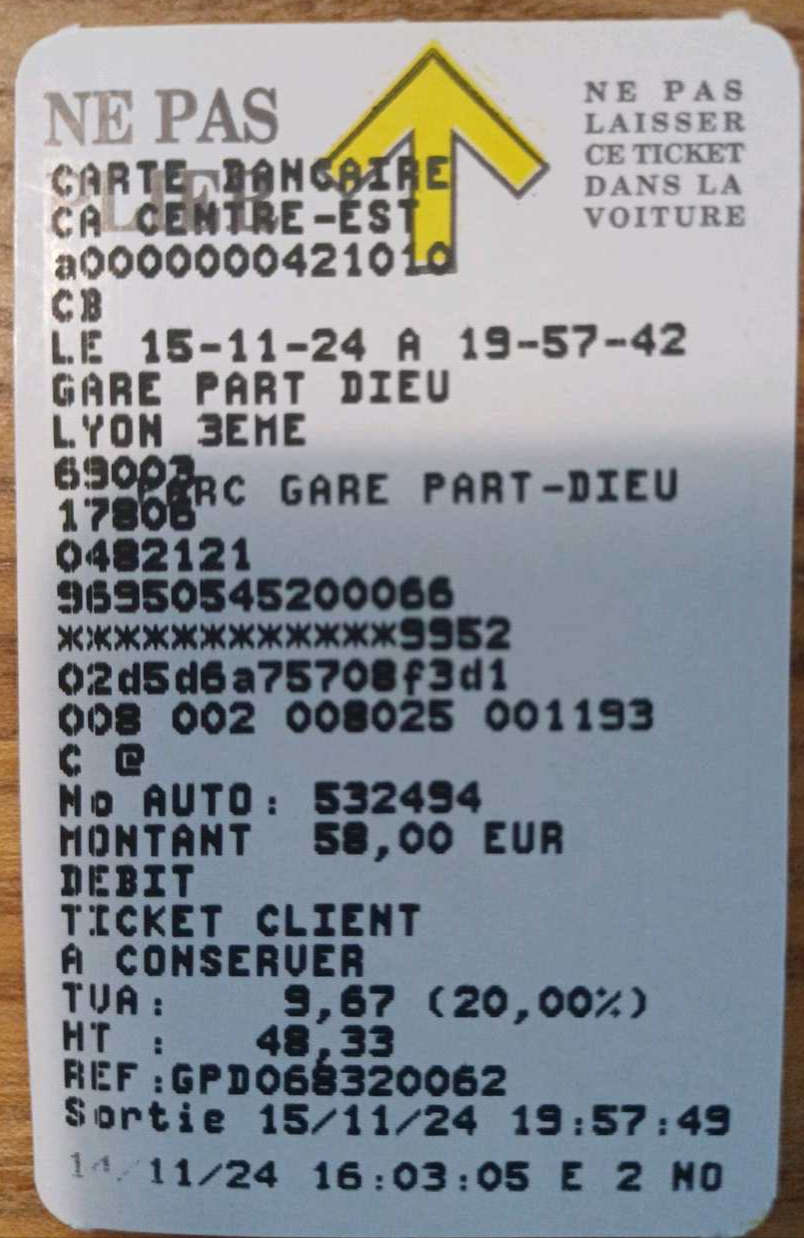 NE PAS
PLIER
NE PAS
LAISSER
CE TICKET
DANS LA
VOITURE
CARTE BANCAIRE
CA CENTRE-EST
a0000000421010
CB
LE 15-11-24 A 19-57-42
GARE PART DIEU
LYON 3EME
69003
PARC GARE PART-DIEU
17806
0482121
96950545200066
************9952
02d5d6a75708f3d1
008 002 008025 001193
C @
No AUTO: 532494
MONTANT 58,00 EUR
DEBIT
TICKET CLIENT
A CONSERVER
TVA: 9,67 (20,00%)
HT : 48,33
REF:GPD068320062
Sortie 15/11/24 19:57:49
14/11/24 16:03:05 E 2 NO